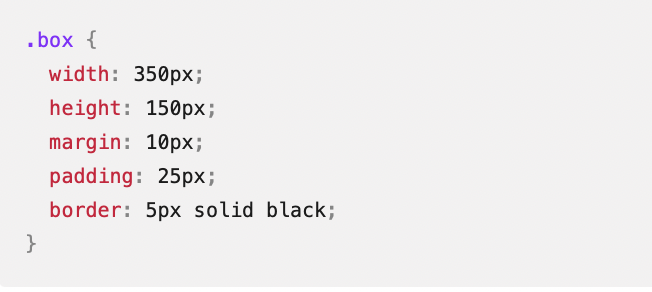 .box {
  width: 350px;
  height: 150px;
  margin: 10px;
  padding: 25px;
  border: 5px solid black;
}